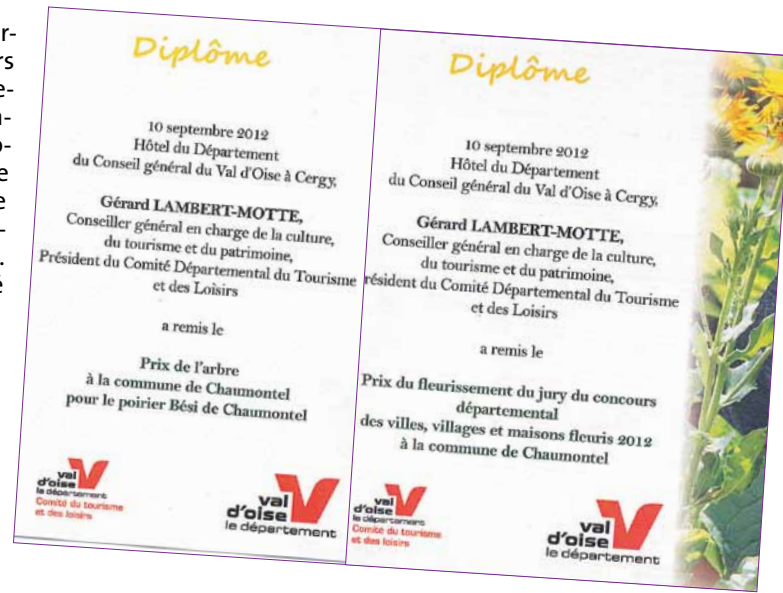 r-
rs
e-
a-
o-
e
e
-
.
é
Diplôme
10 septembre 2012
Hôtel du Département
du Conseil général du Val d'Oise à Cergy,
Gérard LAMBERT-MOTTE,
Conseiller général en charge de la culture,
du tourisme et du patrimoine,
Président du Comité Départemental du Tourisme
et des Loisirs
a remis le
Prix de l'arbre
à la commune de Chaumontel
pour le poirier Bési de Chaumontel
val
d'oise
le département
Comité du tourisme
et des loisirs
val
d'oise
le département
Diplôme
10 septembre 2012
Hôtel du Département
du Conseil général du Val d'Oise à Cergy,
Gérard LAMBERT-MOTTE,
Conseiller général en charge de la culture,
du tourisme et du patrimoine,
résident du Comité Départemental du Tourisme
et des Loisirs
a remis le
Prix du fleurissement du jury du concours
départemental
des villes, villages et maisons fleuris 2012
à la commune de Chaumontel
val
d'oise
le département
Comité du tourisme
et des loisirs
val
d'oise
le département